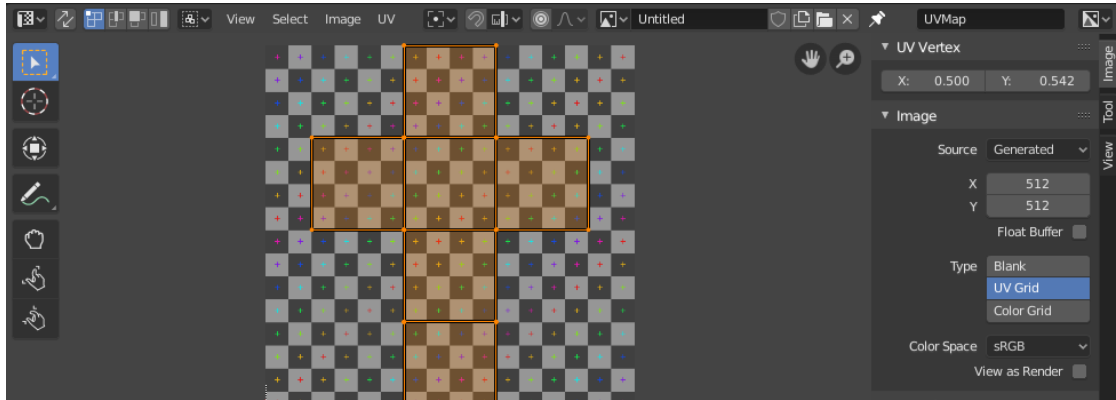 View Select Image UV Untitled UVMap
UV Vertex
X: 0.500 Y: 0.542
Image
Source Generated
X 512
Y 512
Float Buffer
Type Blank
UV Grid
Color Grid
Color Space sRGB
View as Render
Image
Tool
View